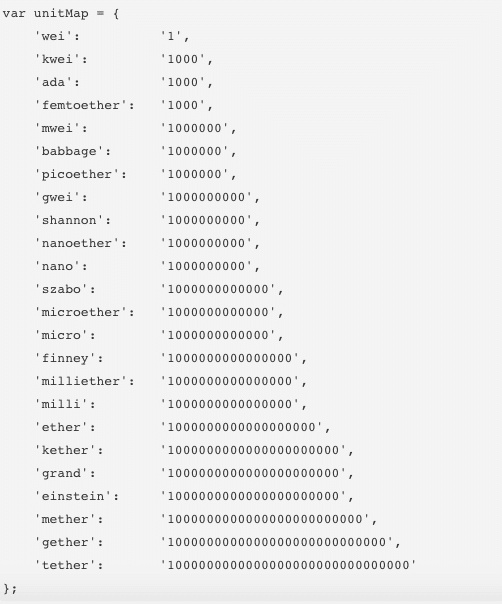 var unitMap = {
'wei': '1',
'kwei': '1000',
'ada': '1000',
'femtoether': '1000',
'mwei': '1000000',
'babbage': '1000000',
'picoether': '1000000',
'gwei': '1000000000',
'shannon': '1000000000',
'nanoether': '1000000000',
'nano': '1000000000',
'szabo': '1000000000000',
'microether': '1000000000000',
'micro': '1000000000000',
'finney': '1000000000000000',
'milliether': '1000000000000000',
'milli': '1000000000000000',
'ether': '1000000000000000000',
'kether': '1000000000000000000000',
'grand': '1000000000000000000000',
'einstein': '1000000000000000000000',
'mether': '1000000000000000000000000',
'gether': '1000000000000000000000000000',
'tether': '1000000000000000000000000000000'
};